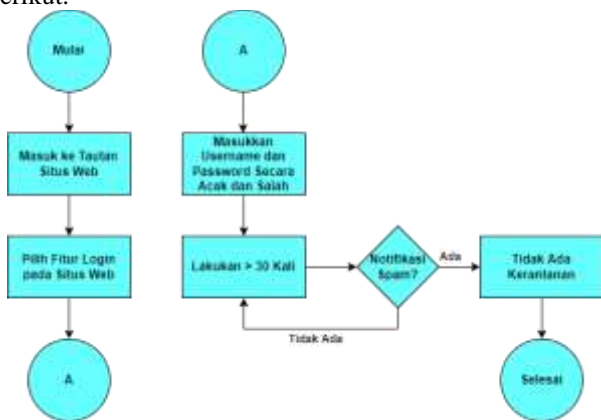 erikut.
Mulai
Masuk ke Tautan
Situs Web
Pilih Fitur Login
pada Situs Web
A
A
Masukkan
Username dan
Password Secara
Acak dan Salah
Lakukan > 30 Kali
Notifikasi
Spam?
Ada
Tidak Ada
Tidak Ada
Kerantanan
Selesai